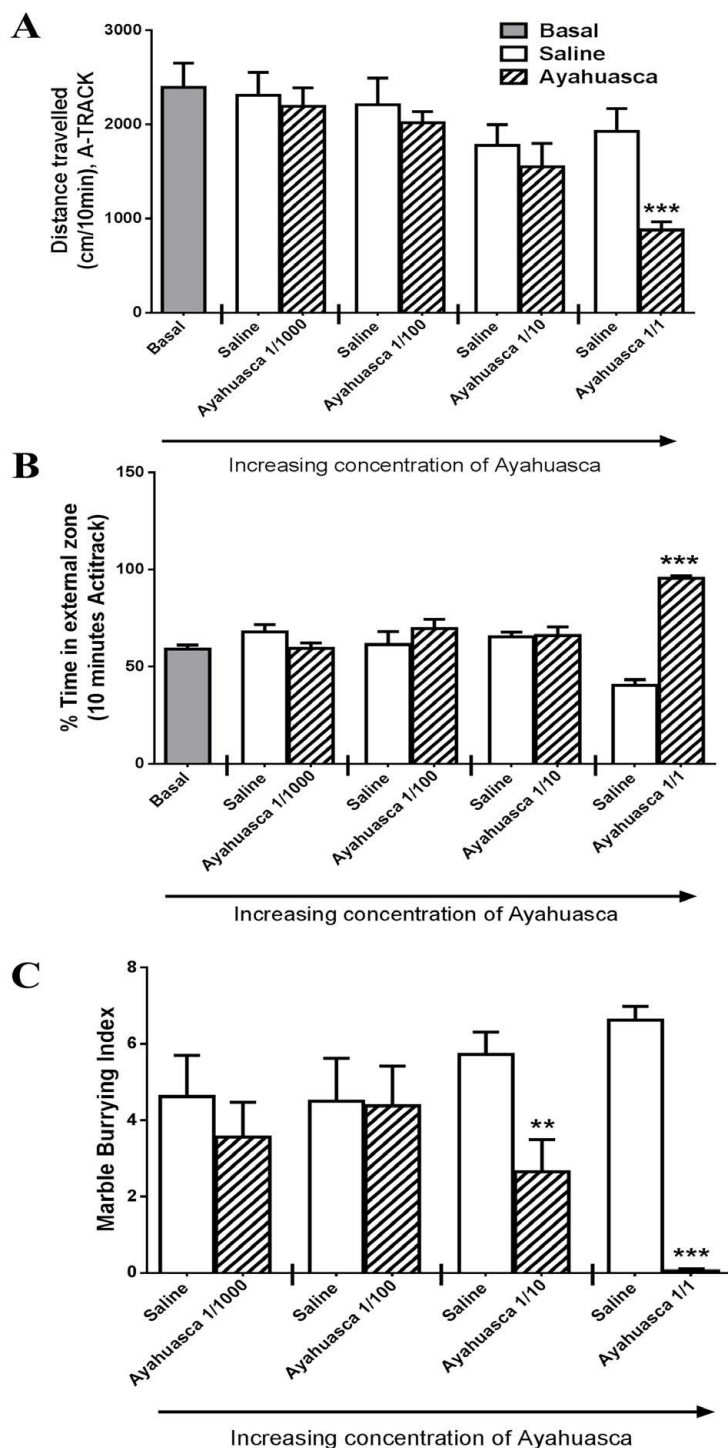 A
3000
2000
1000
0
Distance travelled
(cm/10min), A-TRACK
Basal
Saline
Ayahuasca
***
Basal
Saline
Ayahuasca 1/1000
Saline
Ayahuasca 1/100
Saline
Ayahuasca 1/10
Saline
Ayahuasca 1/1
Increasing concentration of Ayahuasca
B
150
100
50
0
% Time in external zone
(10 minutes Actitrack)
***
Basal
Saline
Ayahuasca 1/1000
Saline
Ayahuasca 1/100
Saline
Ayahuasca 1/10
Saline
Ayahuasca 1/1
Increasing concentration of Ayahuasca
C
8
6
4
2
0
Marble Burrying Index
**
***
Saline
Ayahuasca 1/1000
Saline
Ayahuasca 1/100
Saline
Ayahuasca 1/10
Saline
Ayahuasca 1/1
Increasing concentration of Ayahuasca